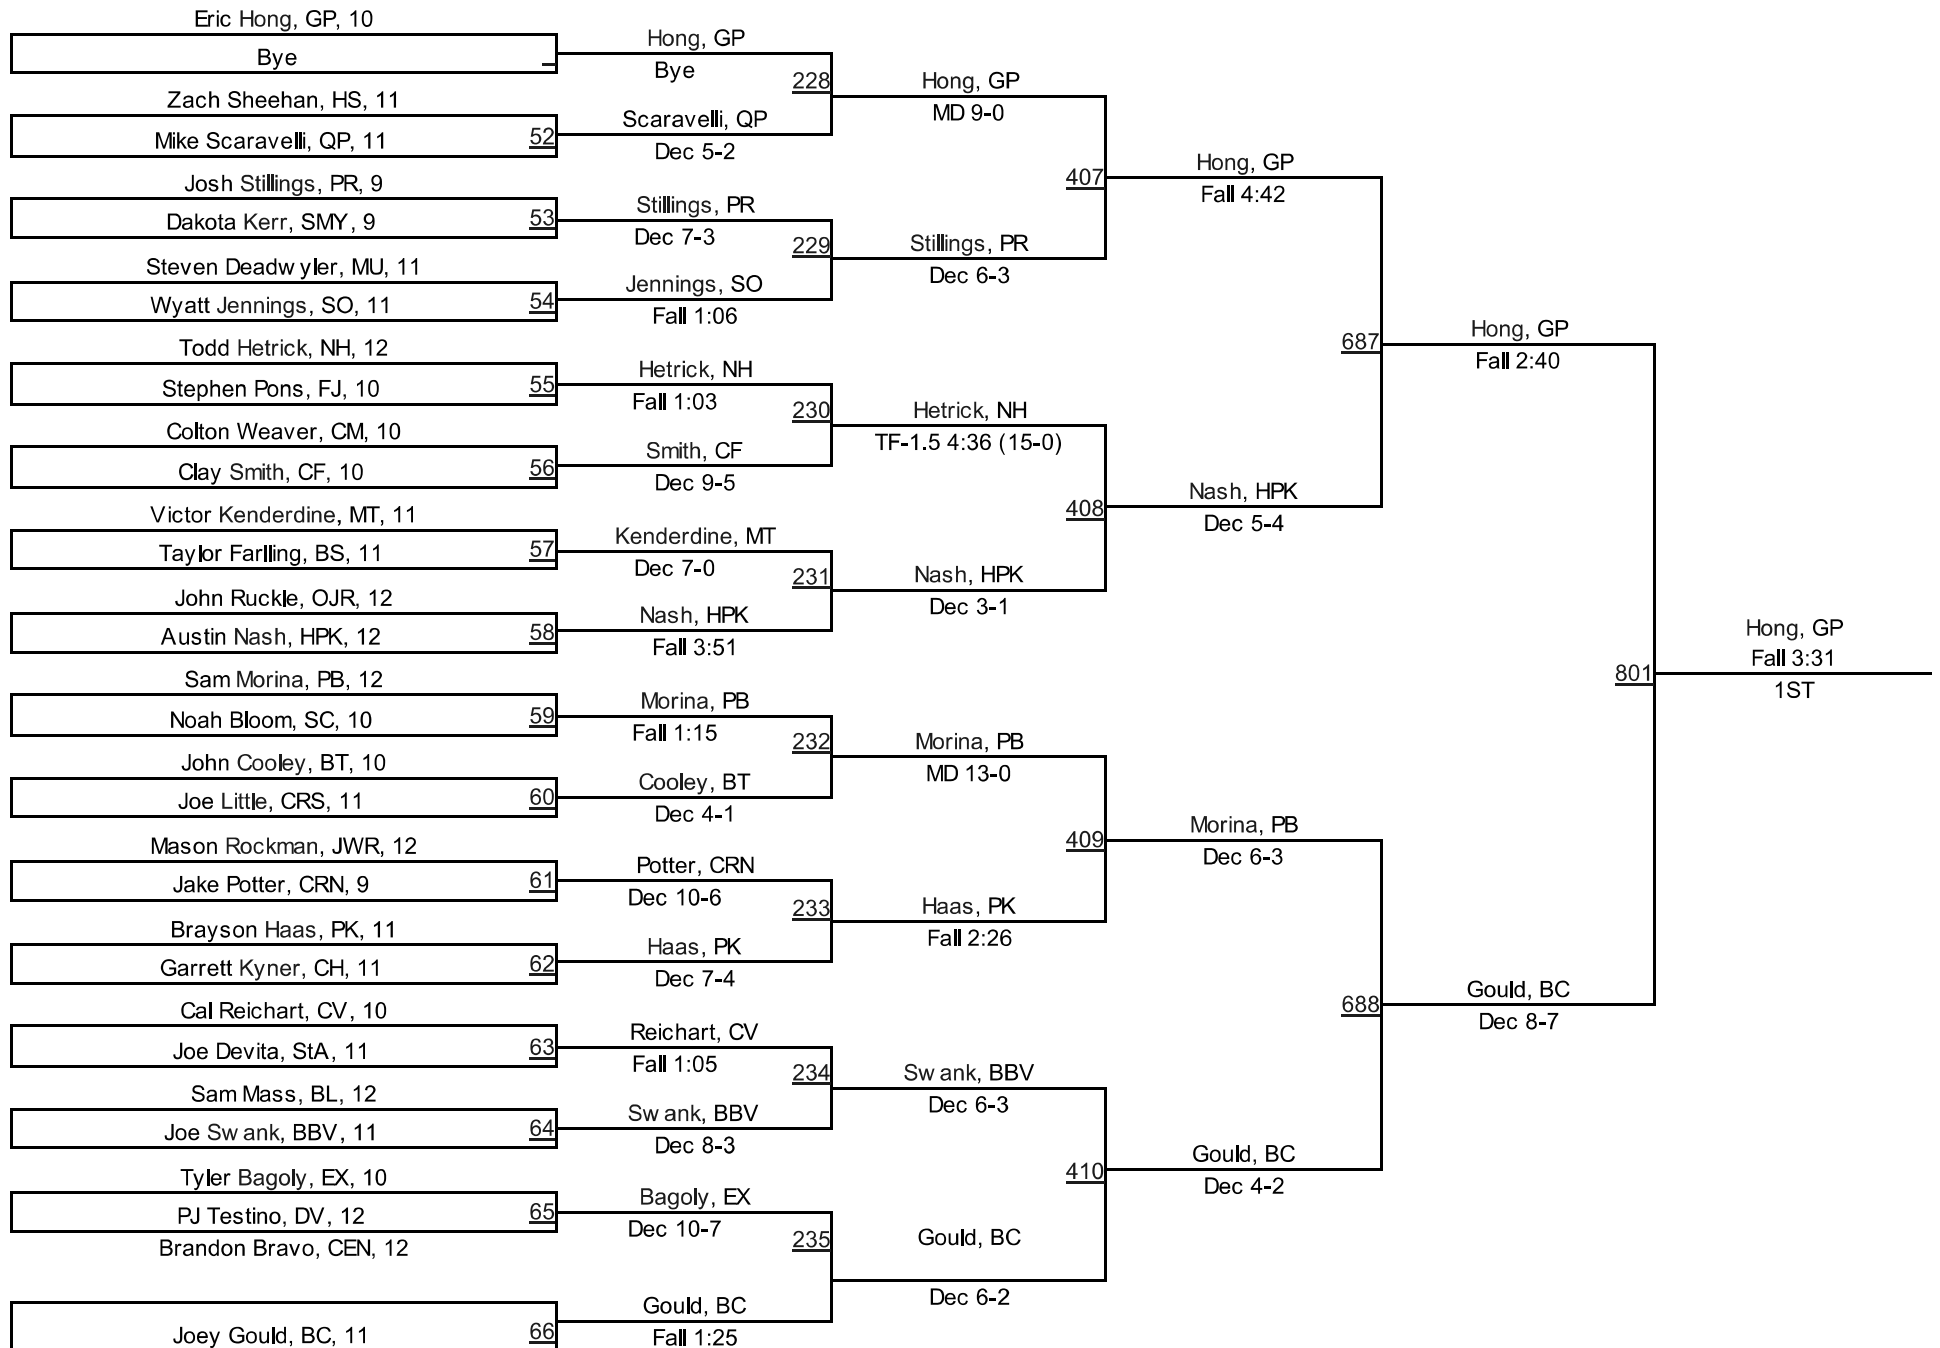 Eric Hong, GP, 10
Bye
Zach Sheehan, HS, 11
Mike Scaravelli, QP, 11
52
Josh Stillings, PR, 9
Dakota Kerr, SMY, 9
53
Steven Deadwyler, MU, 11
Wyatt Jennings, SO, 11
54
Todd Hetrick, NH, 12
Stephen Pons, FJ, 10
55
Colton Weaver, CM, 10
Clay Smith, CF, 10
56
Victor Kenderdine, MT, 11
Taylor Farlling, BS, 11
57
John Ruckle, OJR, 12
Austin Nash, HPK, 12
58
Sam Morina, PB, 12
Noah Bloom, SC, 10
59
John Cooley, BT, 10
Joe Little, CRS, 11
60
Mason Rockman, JWR, 12
Jake Potter, CRN, 9
61
Brayson Haas, PK, 11
Garrett Kyner, CH, 11
62
Cal Reichart, CV, 10
Joe Devita, StA, 11
63
Sam Mass, BL, 12
Joe Swank, BBV, 11
64
Tyler Bagoly, EX, 10
PJ Testino, DV, 12
65
Brandon Bravo, CEN, 12
Joey Gould, BC, 11
66
Hong, GP
Bye
228
Scaravelli, QP
Dec 5-2
Stillings, PR
Dec 7-3
229
Jennings, SO
Fall 1:06
Hetrick, NH
Fall 1:03
230
Smith, CF
Dec 9-5
Kenderdine, MT
Dec 7-0
231
Nash, HPK
Fall 3:51
Morina, PB
Fall 1:15
232
Cooley, BT
Dec 4-1
Potter, CRN
Dec 10-6
233
Haas, PK
Dec 7-4
Reichart, CV
Fall 1:05
234
Swank, BBV
Dec 8-3
Bagoly, EX
Dec 10-7
235
Gould, BC
Fall 1:25
Hong, GP
MD 9-0
407
Stillings, PR
Dec 6-3
Hetrick, NH
TF-1.5 4:36 (15-0)
408
Nash, HPK
Dec 3-1
Morina, PB
MD 13-0
409
Haas, PK
Fall 2:26
Swank, BBV
Dec 6-3
410
Gould, BC
Dec 6-2
Hong, GP
Fall 4:42
687
Nash, HPK
Dec 5-4
Morina, PB
Dec 6-3
688
Gould, BC
Dec 4-2
Hong, GP
Fall 2:40
801
Gould, BC
Dec 8-7
Hong, GP
Fall 3:31
1ST